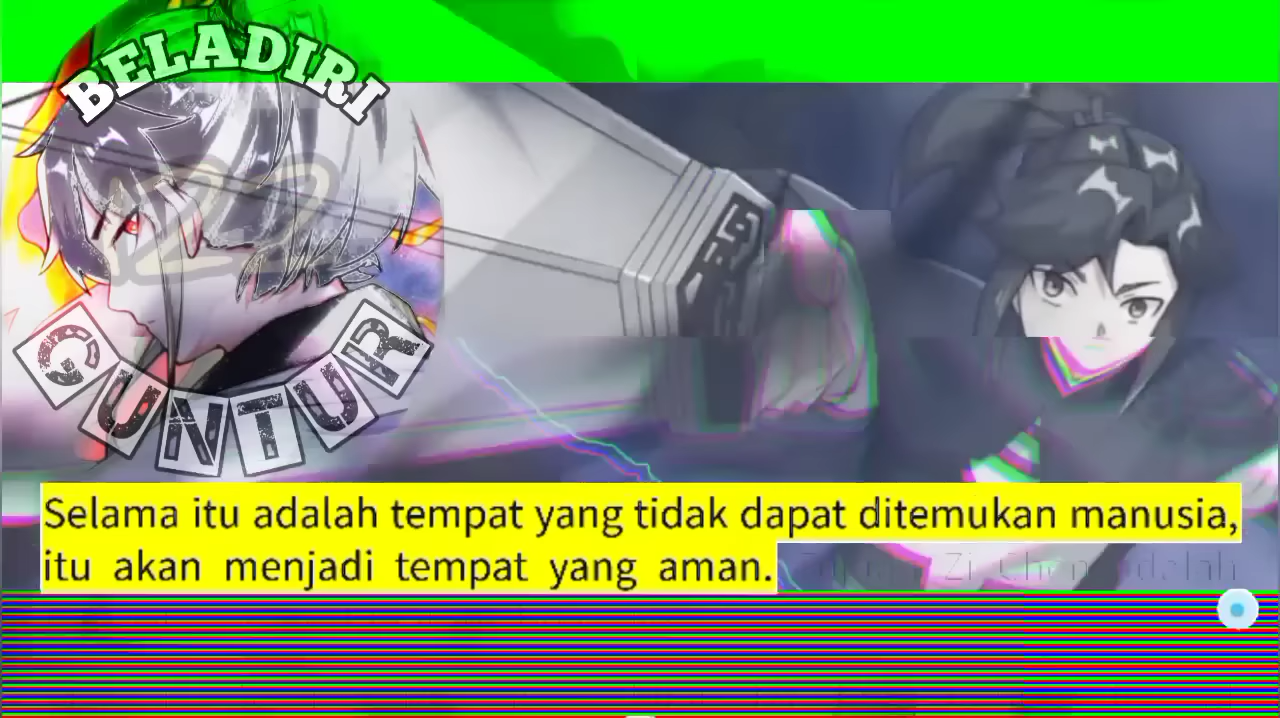 BELADIRI
GUNTUR
Selama itu adalah tempat yang tidak dapat ditemukan manusia,
itu akan menjadi tempat yang aman.